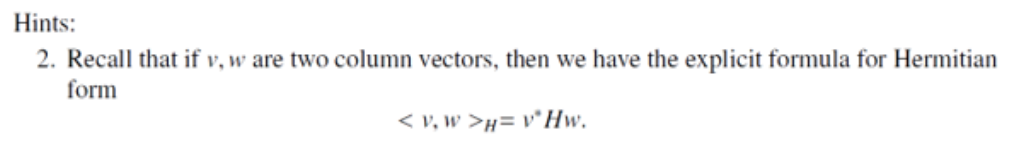 Hints:
2. Recall that if v, w are two column vectors, then we have the explicit formula for Hermitian
form
< v, w >_H= v*Hw.